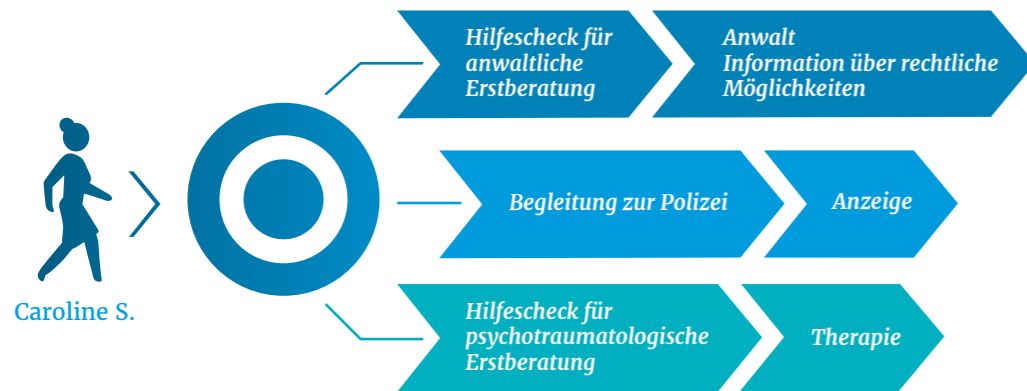 Hilfescheck für
anwaltliche
Erstberatung
Anwalt
Information über rechtliche
Möglichkeiten
Begleitung zur Polizei
Anzeige
Caroline S.
Hilfescheck für
psychotraumatologische
Erstberatung
Therapie